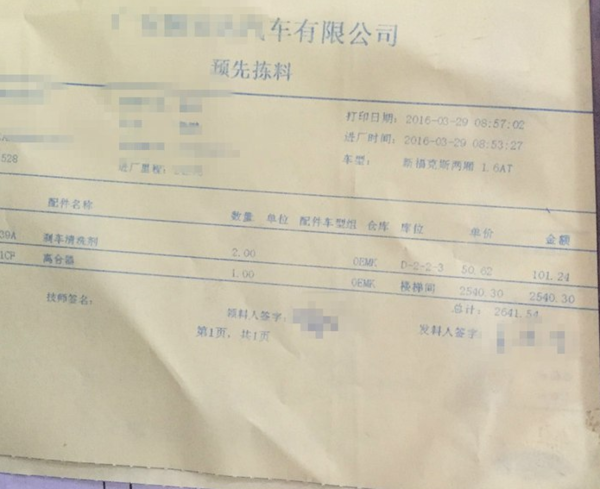 汽车有限公司
预先拣料
打印日期: 2016-03-29 08:57:02
进厂时间: 2016-03-29 08:53:27
528 进厂里程: 车型: 新福克斯两厢 1.6AT
配件名称 数量 单位 配件车型组 仓库 库位 单价 金额
09A 刹车清洗剂 2.00 OEMK D-2-2-3 50.62 101.24
1CP 离合器 1.00 OEMK 楼梯间 2540.30 2540.30
总计: 2641.54
技师签名: 领料人签字: 发料人签字:
第1页, 共1页